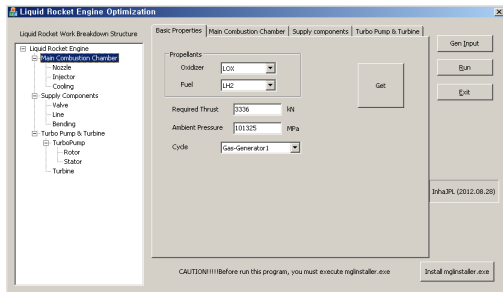 Liquid Rocket Engine Optimization
Liquid Rocket Work Breakdown Structure
Liquid Rocket Engine
Main Combustion Chamber
Nozzle
Injector
Cooling
Supply Components
Valve
Line
Bending
Turbo Pump & Turbine
TurboPump
Rotor
Stator
Turbine
Basic Properties Main Combustion Chamber Supply components Turbo Pump & Turbine
Propellants
Oxidizer LOX
Fuel LH2
Get
Required Thrust 3336 kN
Ambient Pressure 101325 MPa
Cycle Gas-Generator1
Gen Input
Run
Exit
InhaJPL (2012.08.28)
CAUTION!!!!!Before run this program, you must execute mglinstaller.exe
Install mglinstaller.exe